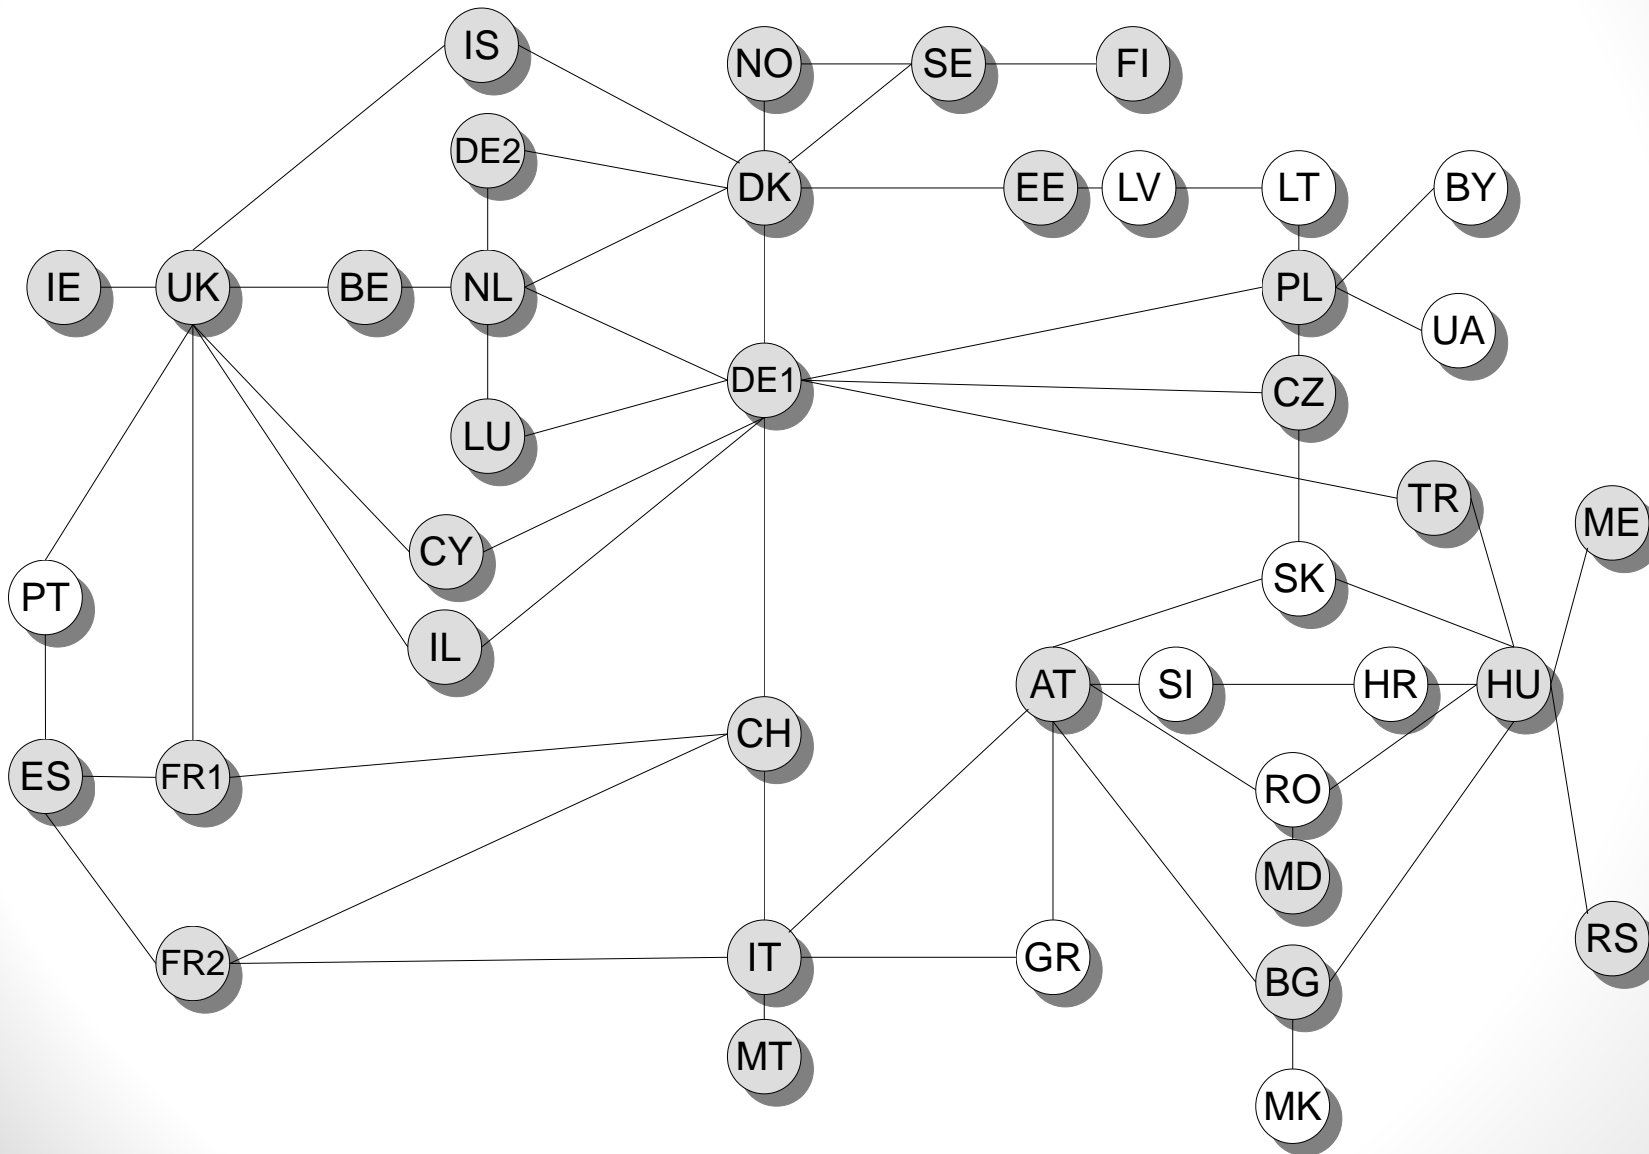 IS
NO
SE
FI
DE2
DK
EE
LV
LT
BY
IE
UK
BE
NL
PL
UA
DE1
CZ
LU
TR
ME
CY
SK
PT
IL
AT
SI
HR
HU
CH
ES
FR1
RO
MD
FR2
IT
GR
BG
RS
MT
MK